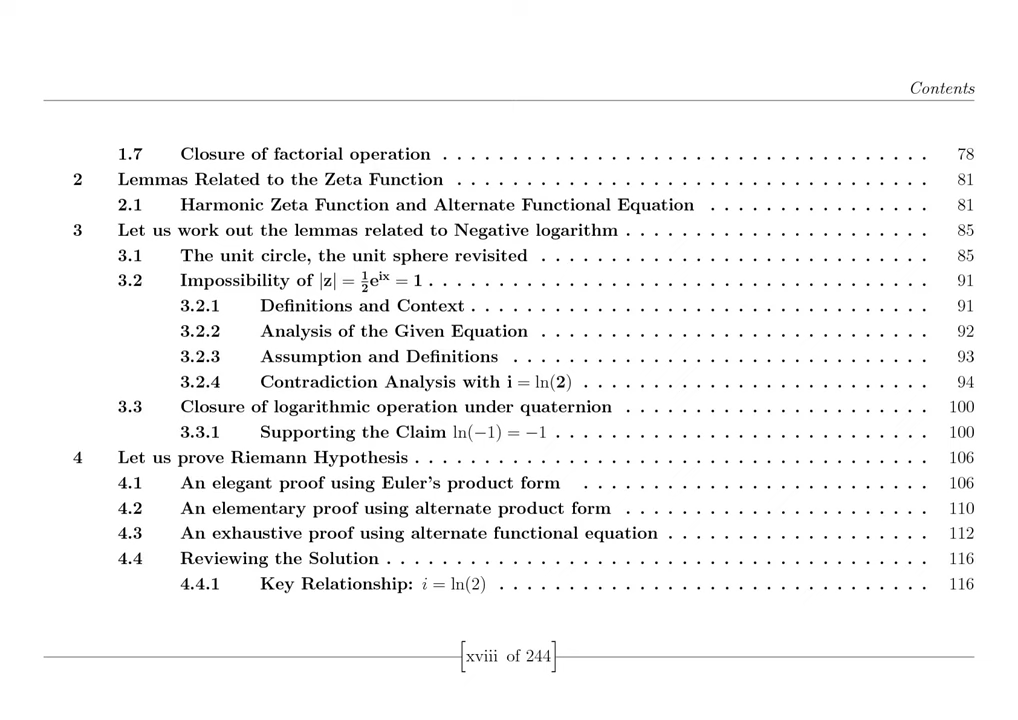 Contents
1.7 Closure of factorial operation . . . . . . . . . . . . . . . . . . . . . . . . . . . . . . . . . . . 78
2 Lemmas Related to the Zeta Function . . . . . . . . . . . . . . . . . . . . . . . . . . . . . . . . . . 81
2.1 Harmonic Zeta Function and Alternate Functional Equation . . . . . . . . . . . . . . . . 81
3 Let us work out the lemmas related to Negative logarithm . . . . . . . . . . . . . . . . . . . . . . 85
3.1 The unit circle, the unit sphere revisited . . . . . . . . . . . . . . . . . . . . . . . . . . . . 85
3.2 Impossibility of |z| = ½eⁱˣ = 1 . . . . . . . . . . . . . . . . . . . . . . . . . . . . . . . . . . . . 91
3.2.1 Definitions and Context . . . . . . . . . . . . . . . . . . . . . . . . . . . . . . . . . 91
3.2.2 Analysis of the Given Equation . . . . . . . . . . . . . . . . . . . . . . . . . . . . 92
3.2.3 Assumption and Definitions . . . . . . . . . . . . . . . . . . . . . . . . . . . . . . 93
3.2.4 Contradiction Analysis with i = ln(2) . . . . . . . . . . . . . . . . . . . . . . . . . 94
3.3 Closure of logarithmic operation under quaternion . . . . . . . . . . . . . . . . . . . . . . 100
3.3.1 Supporting the Claim ln(−1) = −1 . . . . . . . . . . . . . . . . . . . . . . . . . . . 100
4 Let us prove Riemann Hypothesis . . . . . . . . . . . . . . . . . . . . . . . . . . . . . . . . . . . . . 106
4.1 An elegant proof using Euler's product form . . . . . . . . . . . . . . . . . . . . . . . . . 106
4.2 An elementary proof using alternate product form . . . . . . . . . . . . . . . . . . . . . . 110
4.3 An exhaustive proof using alternate functional equation . . . . . . . . . . . . . . . . . . . 112
4.4 Reviewing the Solution . . . . . . . . . . . . . . . . . . . . . . . . . . . . . . . . . . . . . . . 116
4.4.1 Key Relationship: i = ln(2) . . . . . . . . . . . . . . . . . . . . . . . . . . . . . . . 116
[xviii of 244]